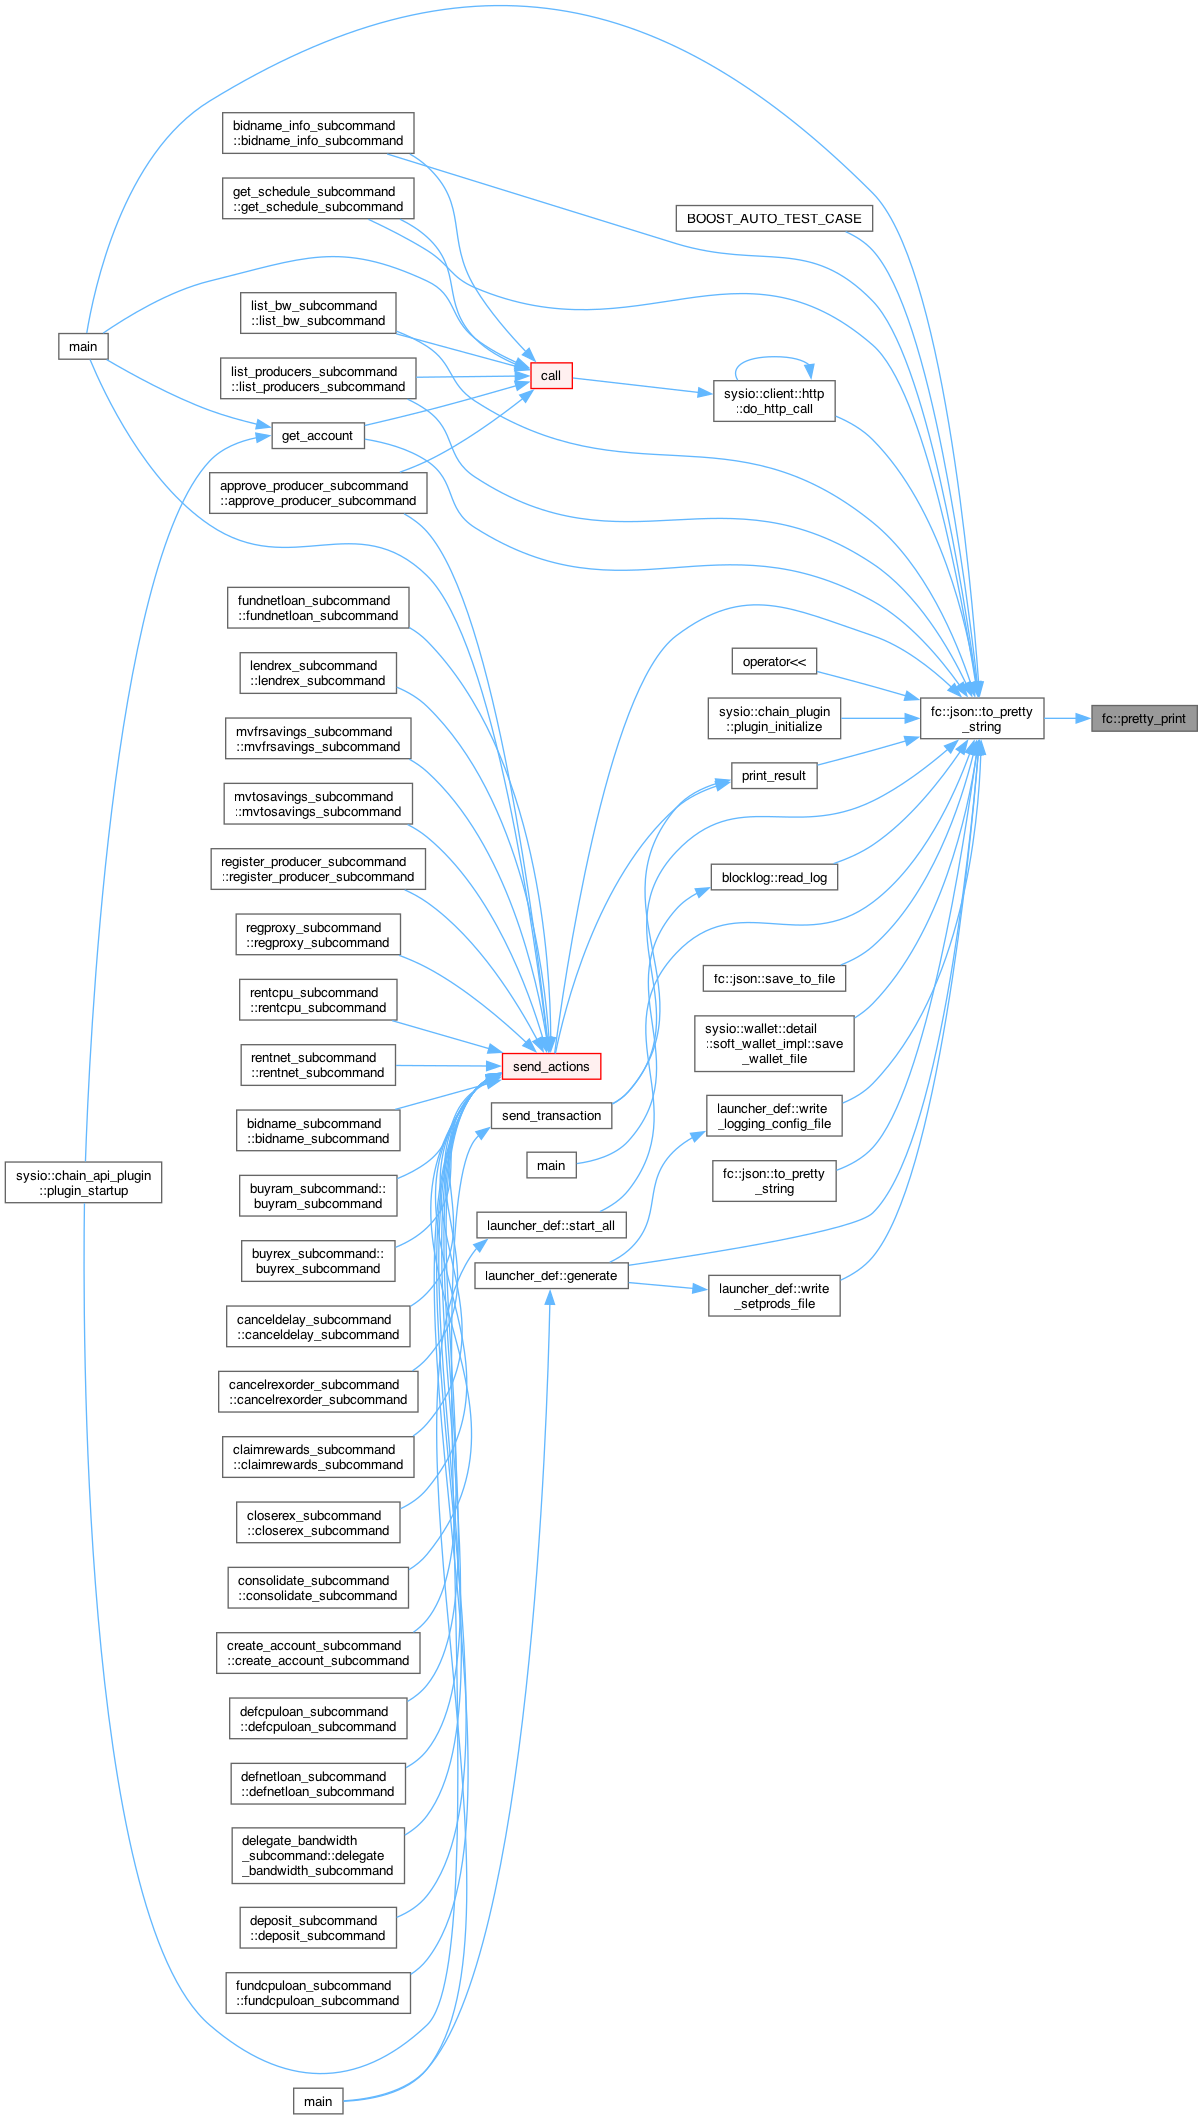 bidname_info_subcommand
::bidname_info_subcommand
get_schedule_subcommand
::get_schedule_subcommand
BOOST_AUTO_TEST_CASE
list_bw_subcommand
::list_bw_subcommand
main
list_producers_subcommand
::list_producers_subcommand
call
sysio::client::http
::do_http_call
get_account
approve_producer_subcommand
::approve_producer_subcommand
fundnetloan_subcommand
::fundnetloan_subcommand
lendrex_subcommand
::lendrex_subcommand
operator<<
mvfrsavings_subcommand
::mvfrsavings_subcommand
sysio::chain_plugin
::plugin_initialize
fc::json::to_pretty
_string
fc::pretty_print
print_result
mvtosavings_subcommand
::mvtosavings_subcommand
register_producer_subcommand
::register_producer_subcommand
blocklog::read_log
regproxy_subcommand
::regproxy_subcommand
fc::json::save_to_file
rentcpu_subcommand
::rentcpu_subcommand
sysio::wallet::detail
::soft_wallet_impl::save
_wallet_file
rentnet_subcommand
::rentnet_subcommand
send_actions
send_transaction
launcher_def::write
_logging_config_file
bidname_subcommand
::bidname_subcommand
main
fc::json::to_pretty
_string
sysio::chain_api_plugin
::plugin_startup
buyram_subcommand::
buyram_subcommand
launcher_def::start_all
buyrex_subcommand::
buyrex_subcommand
launcher_def::generate
launcher_def::write
_setprods_file
canceldelay_subcommand
::canceldelay_subcommand
cancelrexorder_subcommand
::cancelrexorder_subcommand
claimrewards_subcommand
::claimrewards_subcommand
closerex_subcommand
::closerex_subcommand
consolidate_subcommand
::consolidate_subcommand
create_account_subcommand
::create_account_subcommand
defcpuloan_subcommand
::defcpuloan_subcommand
defnetloan_subcommand
::defnetloan_subcommand
delegate_bandwidth
_subcommand::delegate
_bandwidth_subcommand
deposit_subcommand
::deposit_subcommand
fundcpuloan_subcommand
::fundcpuloan_subcommand
main